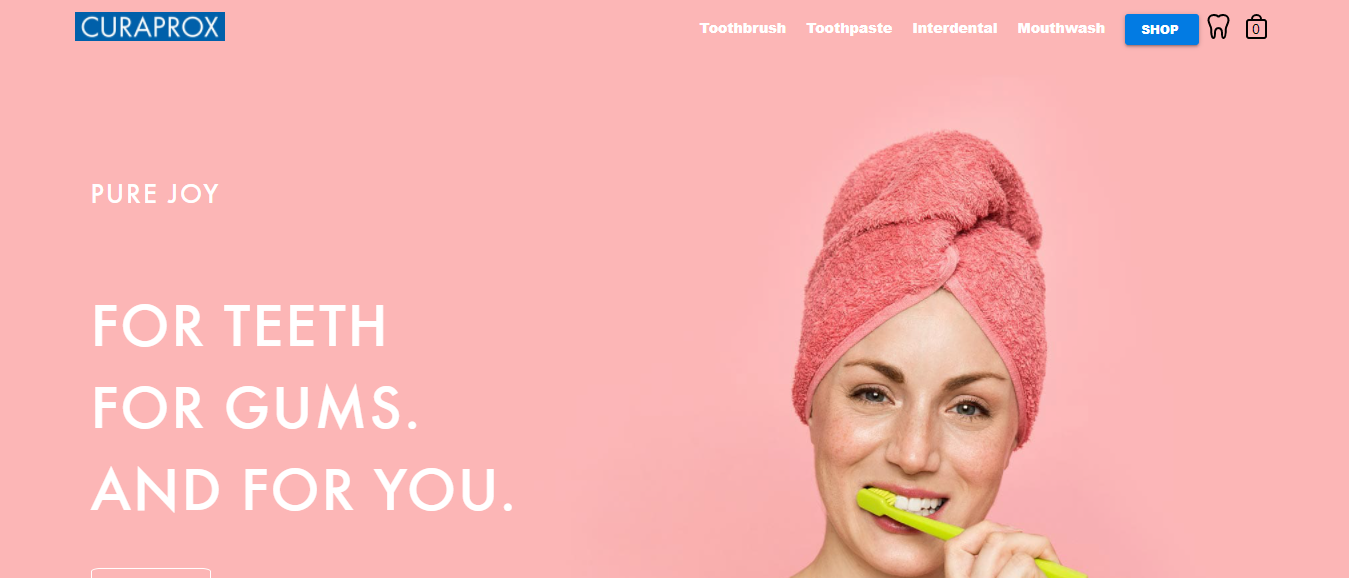 CURAPROX
Toothbrush Toothpaste Interdental Mouthwash SHOP 0
PURE JOY
FOR TEETH
FOR GUMS.
AND FOR YOU.